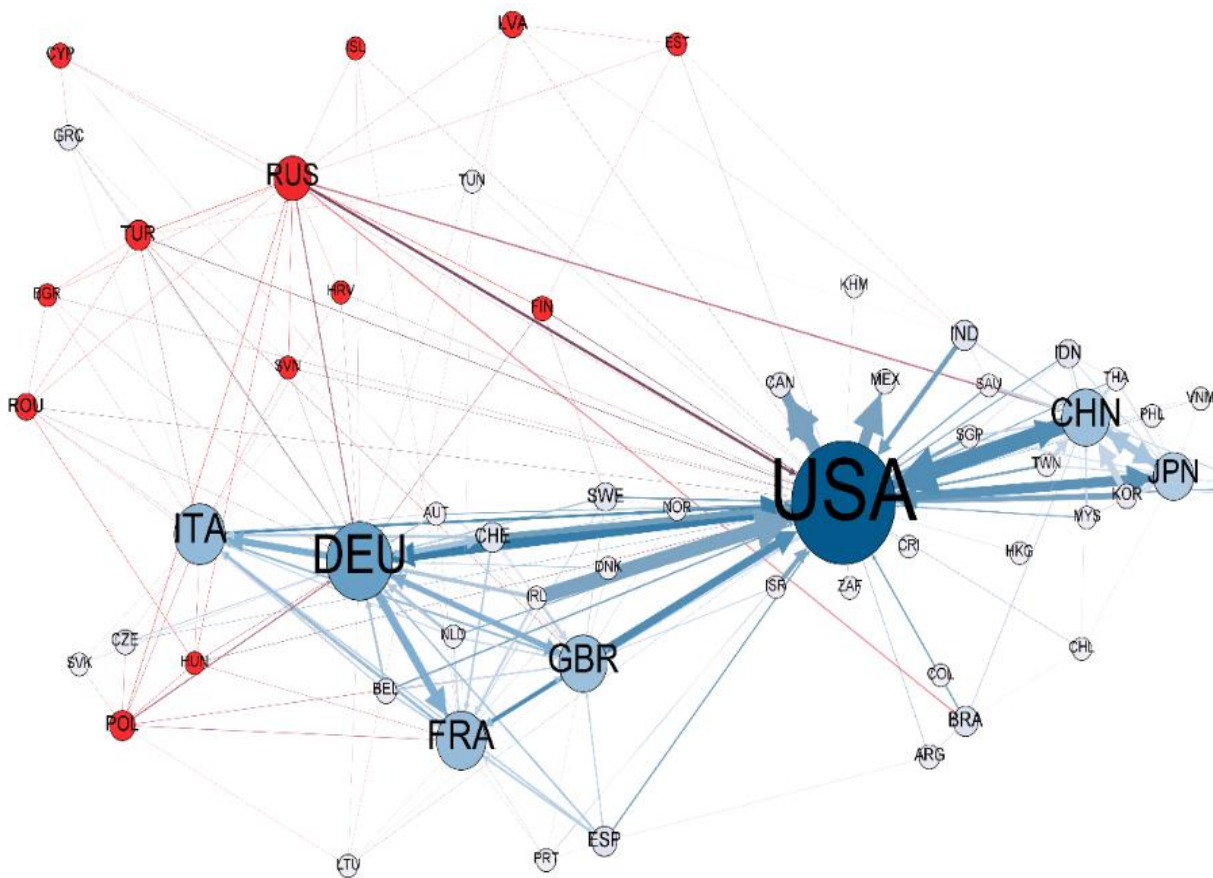 LVA
EST
ISL
CYP
GRC
RUS
TUN
TUR
KHM
BGR
HRV
FIN
IND
IDN
SVN
CAN
MEX
SAU
THA
VNM
ROU
CHN
PHL
SGP
TWN
JPN
USA
KOR
SWE
NOR
MYS
AUT
ITA
CHE
DEU
CRI
HKG
DNK
ZAF
ISR
IRL
NLD
CZE
CHL
SVK
HUN
GBR
COL
BEL
POL
BRA
FRA
ARG
ESP
PRT
LTU